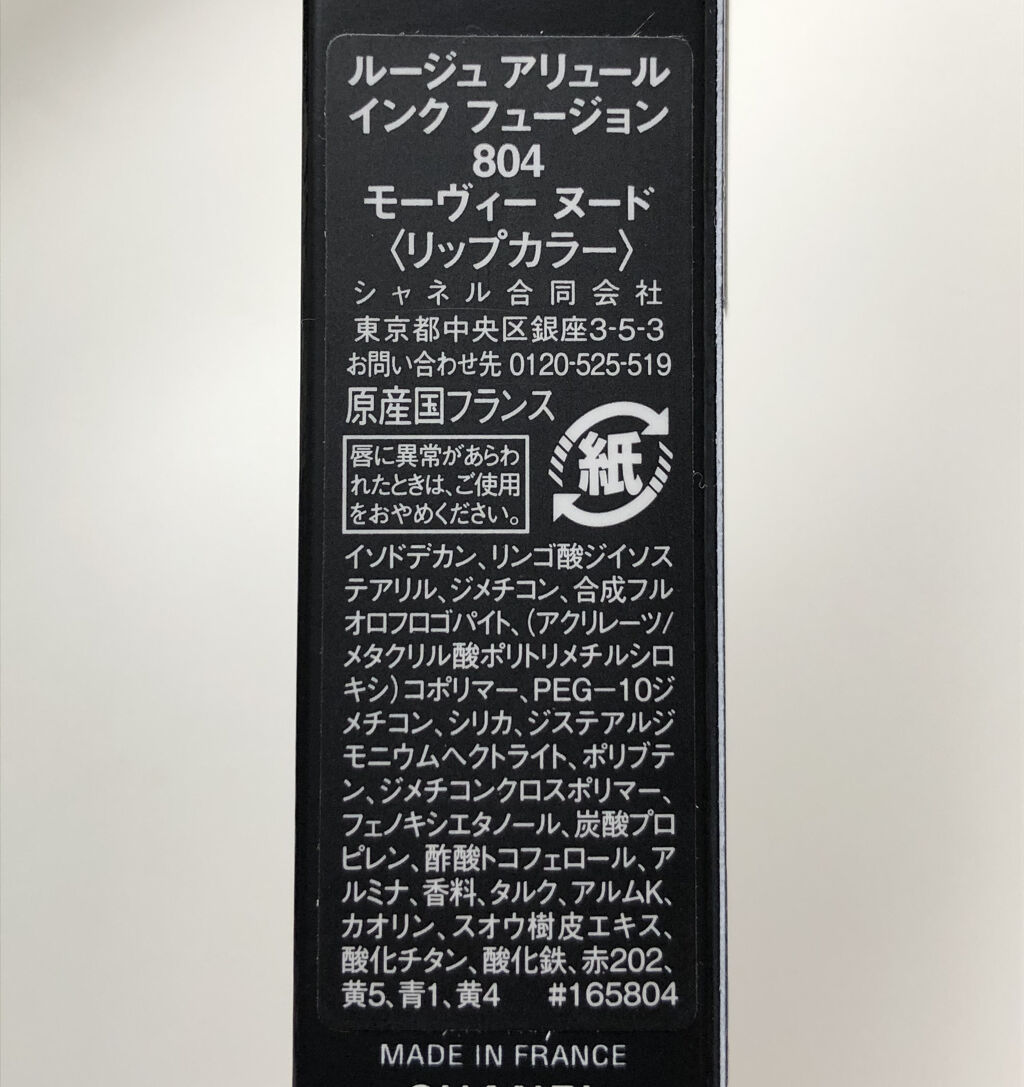 ルージュ アリュール
インク フュージョン
804
モーヴィー ヌード
〈リップカラー〉
シャネル合同会社
東京都中央区銀座3-5-3
お問い合わせ先 0120-525-519
原産国フランス
紙
唇に異常があらわ
れたときは、ご使用
をおやめください。
イソドデカン、リンゴ酸ジイソス
テアリル、ジメチコン、合成フル
オロフロゴパイト、(アクリレーツ/
メタクリル酸ポリトリメチルシロ
キシ)コポリマー、PEG-10ジ
メチコン、シリカ、ジステアルジ
モニウムヘクトライト、ポリブテ
ン、ジメチコンクロスポリマー、
フェノキシエタノール、炭酸プロ
ピレン、酢酸トコフェロール、ア
ルミナ、香料、タルク、アルムK、
カオリン、スオウ樹皮エキス、
酸化チタン、酸化鉄、赤202、
黄5、青1、黄4 #165804
MADE IN FRANCE